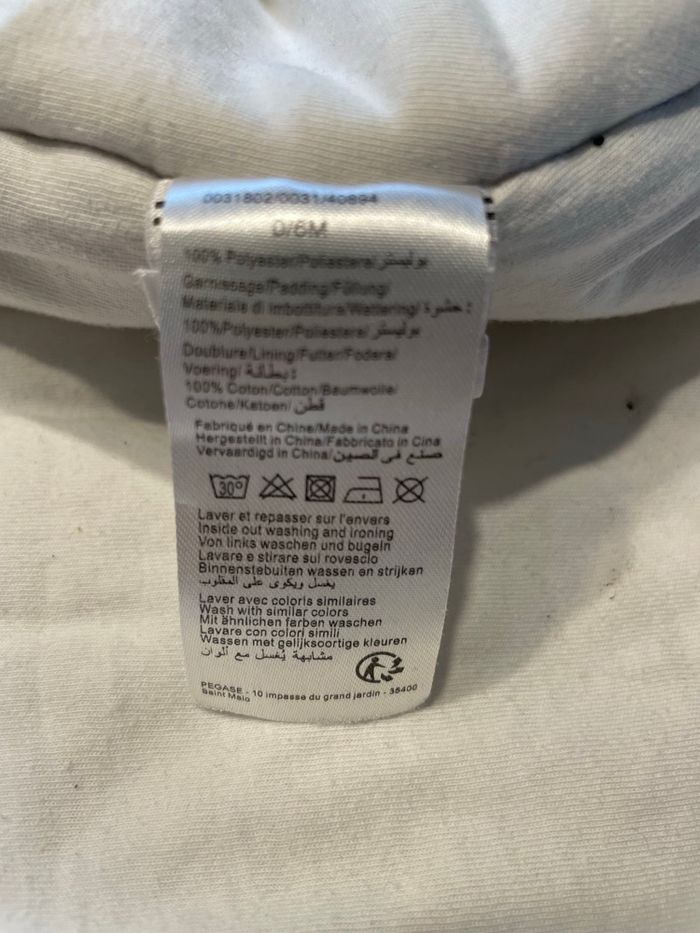 0031802/0031/40894
0/6M
100% Polyester/Poliestere/ بوليستر
Garnissage/Padding/Füllung/
Materiale di imbottitura/Wattering/ حشوة :
100%Polyester/Poliestere/ بوليستر
Doublure/Lining/Futter/Fodera/
Voering/ بطانة :
100% Coton/Cotton/Baumwolle/
Cotone/Katoen/ قطن
Fabriqué en Chine/Made in China
Hergestellt in China/Fabbricato in Cina
Vervaardigd in China/ صنع في الصين
30°
Laver et repasser sur l'envers
Inside out washing and ironing
Von links waschen und bügeln
Lavare e stirare sul rovescio
Binnenstebuiten wassen en strijken
يغسل ويكوى على المقلوب.
Laver avec coloris similaires
Wash with similar colors
Mit ähnlichen farben waschen
Lavare con colori simili
Wassen met gelijksoortige kleuren
مشابهة يُغسل مع ألوان
PEGASE - 10 impasse du grand jardin - 35400
Saint Malo